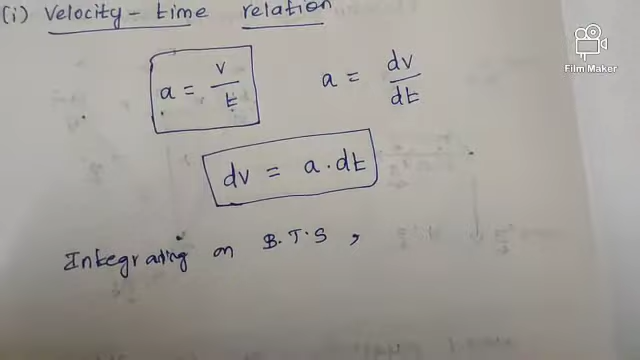 (i) Velocity - time relation
a = v/t a = dv/dt
dv = a . dt
Integrating on B.T.S,
Film Maker